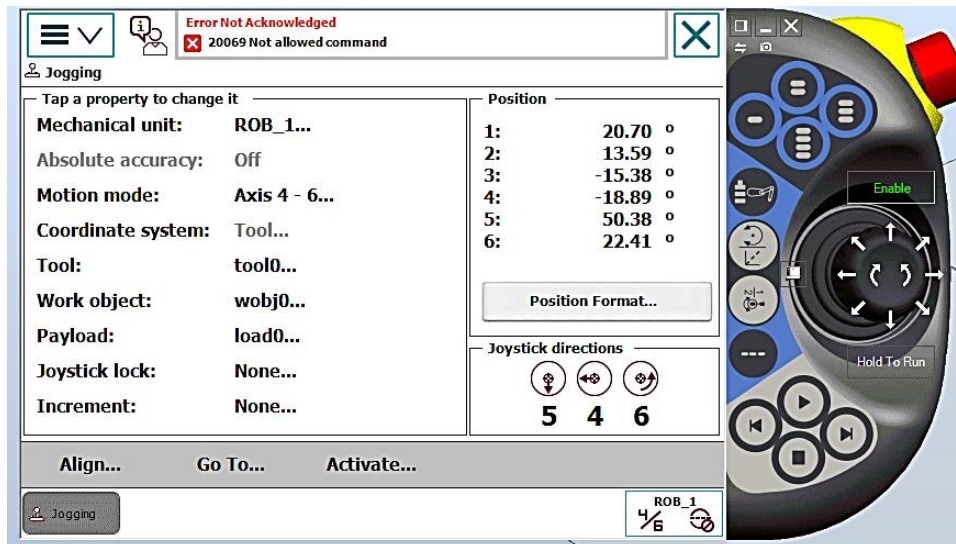 Error Not Acknowledged
20069 Not allowed command
Jogging
Tap a property to change it
Mechanical unit: ROB_1...
Absolute accuracy: Off
Motion mode: Axis 4 - 6...
Coordinate system: Tool...
Tool: tool0...
Work object: wobj0...
Payload: load0...
Joystick lock: None...
Increment: None...
Position
1: 20.70 º
2: 13.59 º
3: -15.38 º
4: -18.89 º
5: 50.38 º
6: 22.41 º
Position Format...
Joystick directions
5 4 6
Align... Go To... Activate...
Jogging
ROB_1
4/6
Enable
Hold To Run